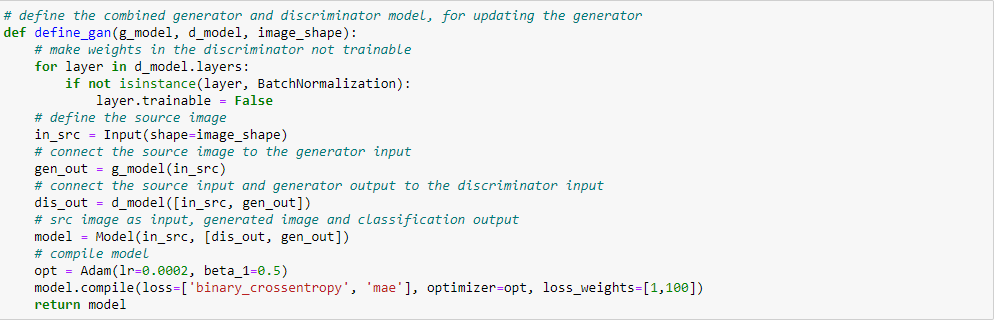 # define the combined generator and discriminator model, for updating the generator
def define_gan(g_model, d_model, image_shape):
    # make weights in the discriminator not trainable
    for layer in d_model.layers:
        if not isinstance(layer, BatchNormalization):
            layer.trainable = False
    # define the source image
    in_src = Input(shape=image_shape)
    # connect the source image to the generator input
    gen_out = g_model(in_src)
    # connect the source input and generator output to the discriminator input
    dis_out = d_model([in_src, gen_out])
    # src image as input, generated image and classification output
    model = Model(in_src, [dis_out, gen_out])
    # compile model
    opt = Adam(lr=0.0002, beta_1=0.5)
    model.compile(loss=['binary_crossentropy', 'mae'], optimizer=opt, loss_weights=[1,100])
    return model